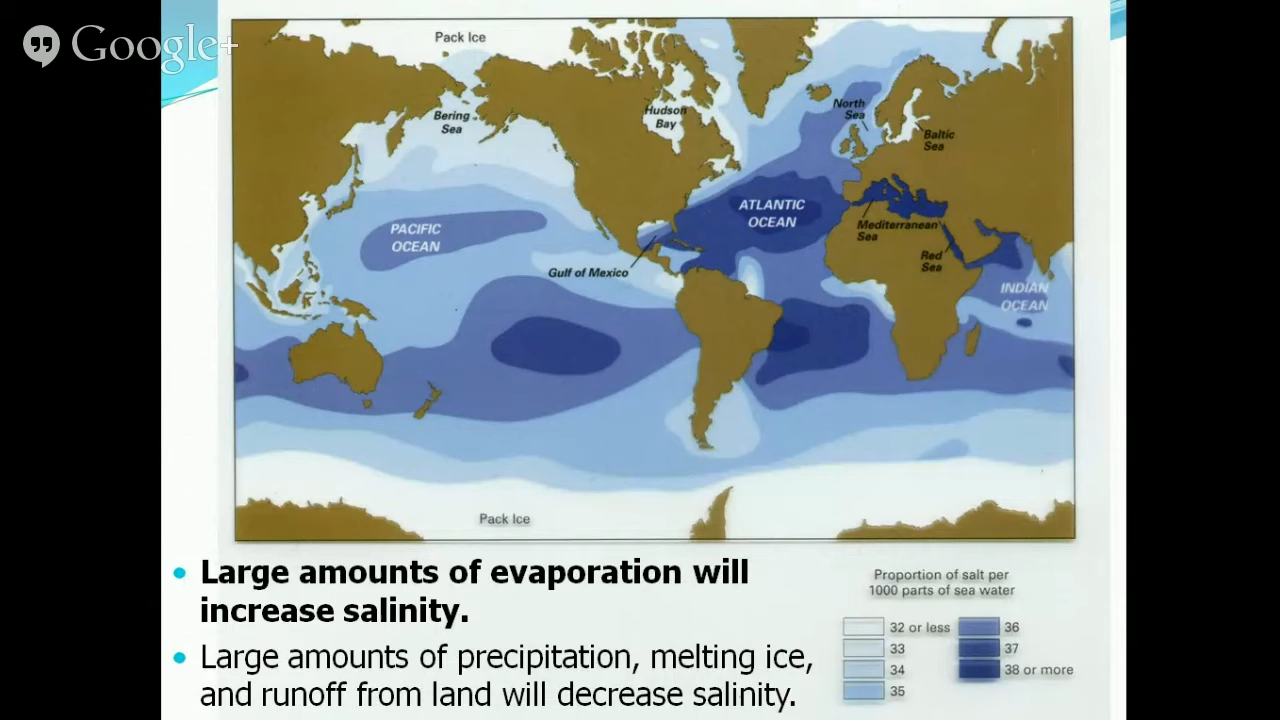 Google+
Pack Ice
Bering
Sea
Hudson
Bay
North
Sea
Baltic
Sea
PACIFIC
OCEAN
ATLANTIC
OCEAN
Mediterranean
Sea
Gulf of Mexico
Red
Sea
INDIAN
OCEAN
Pack Ice
• Large amounts of evaporation will
increase salinity.
• Large amounts of precipitation, melting ice,
and runoff from land will decrease salinity.
Proportion of salt per
1000 parts of sea water
32 or less
33
34
35
36
37
38 or more